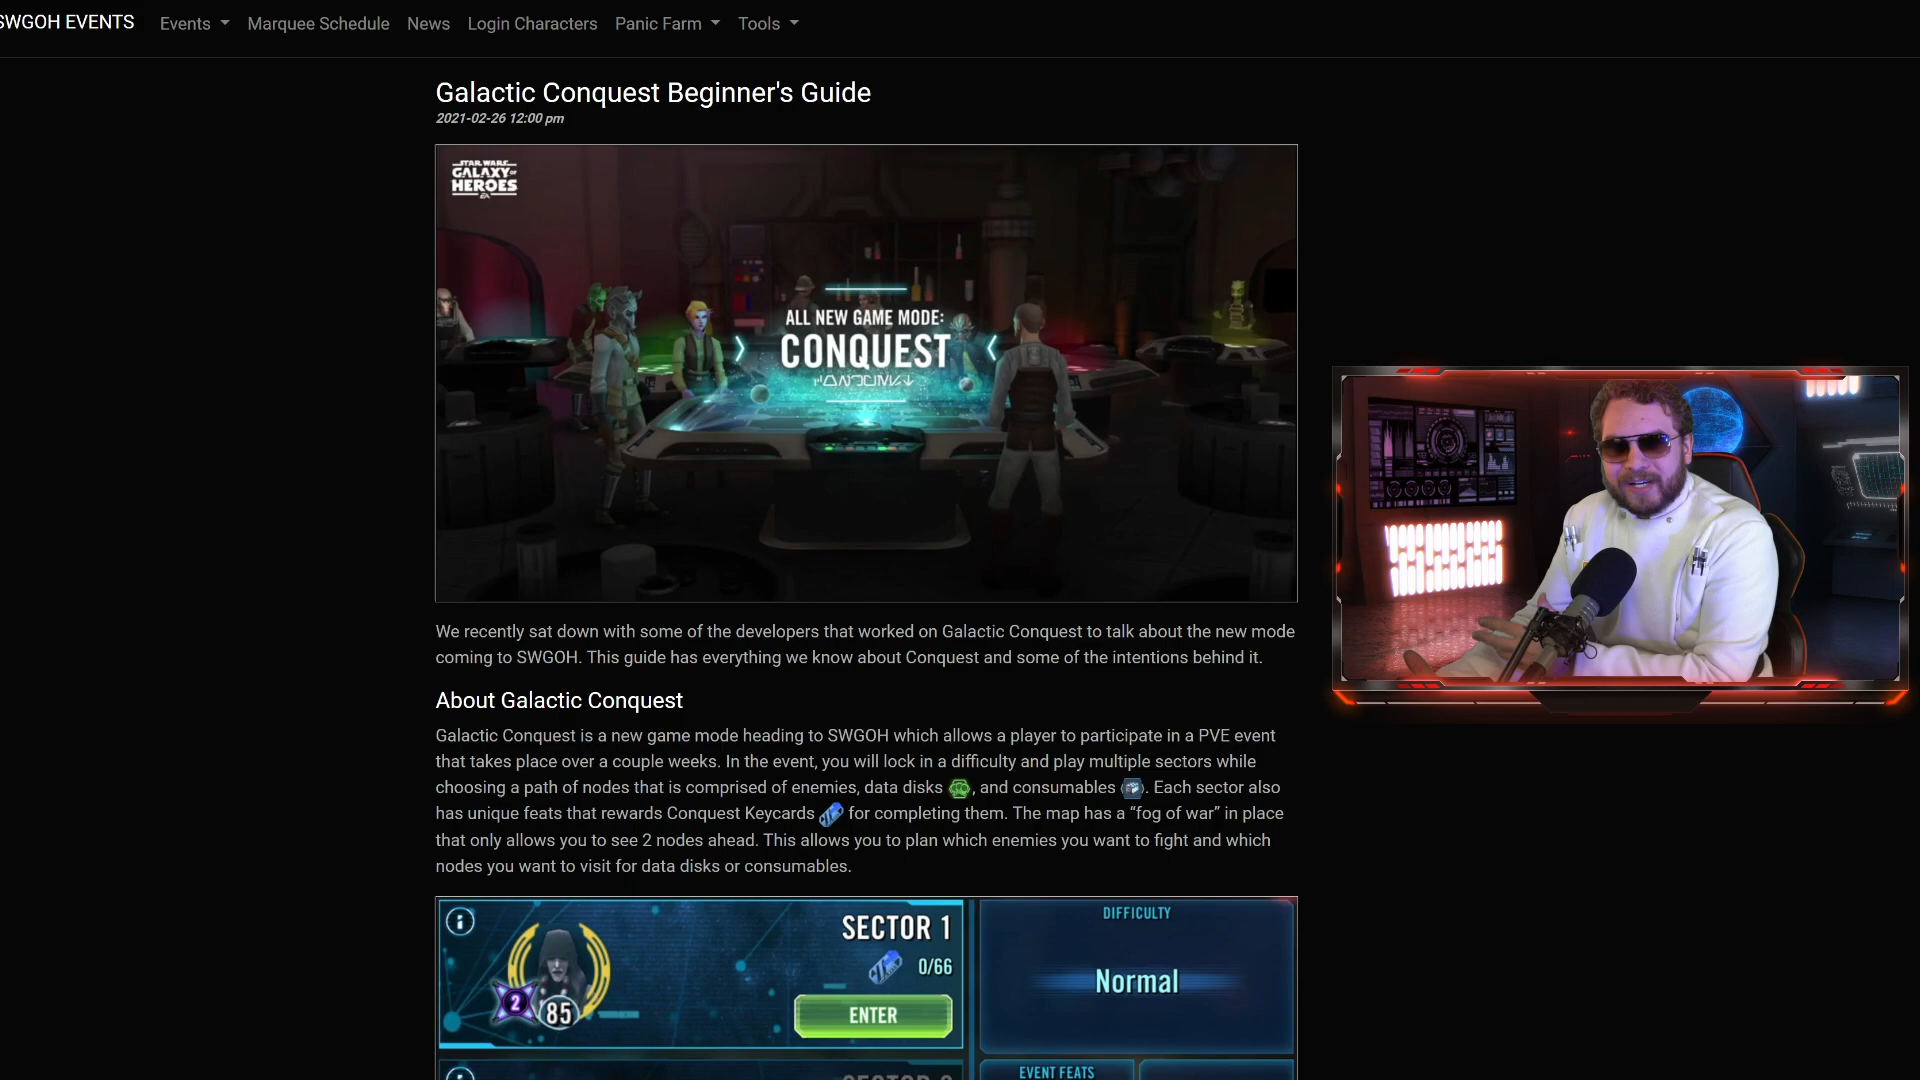 SWGOH EVENTS
Events
Marquee Schedule
News
Login Characters
Panic Farm
Tools
Galactic Conquest Beginner's Guide
2021-02-26 12:00 pm
STAR WARS
GALAXY OF
HEROES
EA
ALL NEW GAME MODE:
CONQUEST
We recently sat down with some of the developers that worked on Galactic Conquest to talk about the new mode
coming to SWGOH. This guide has everything we know about Conquest and some of the intentions behind it.
About Galactic Conquest
Galactic Conquest is a new game mode heading to SWGOH which allows a player to participate in a PVE event
that takes place over a couple weeks. In the event, you will lock in a difficulty and play multiple sectors while
choosing a path of nodes that is comprised of enemies, data disks , and consumables . Each sector also
has unique feats that rewards Conquest Keycards for completing them. The map has a “fog of war” in place
that only allows you to see 2 nodes ahead. This allows you to plan which enemies you want to fight and which
nodes you want to visit for data disks or consumables.
SECTOR 1
0/66
2
85
ENTER
DIFFICULTY
Normal
EVENT FEATS